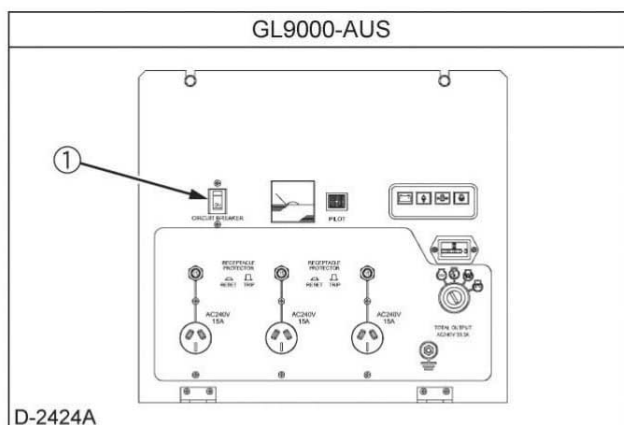 GL9000-AUS
1
CIRCUIT BREAKER
PILOT
RECEPTACLE
PROTECTOR
RESET TRIP
RECEPTACLE
PROTECTOR
RESET TRIP
AC240V
15A
AC240V
15A
AC240V
15A
TOTAL OUTPUT
D-2424A